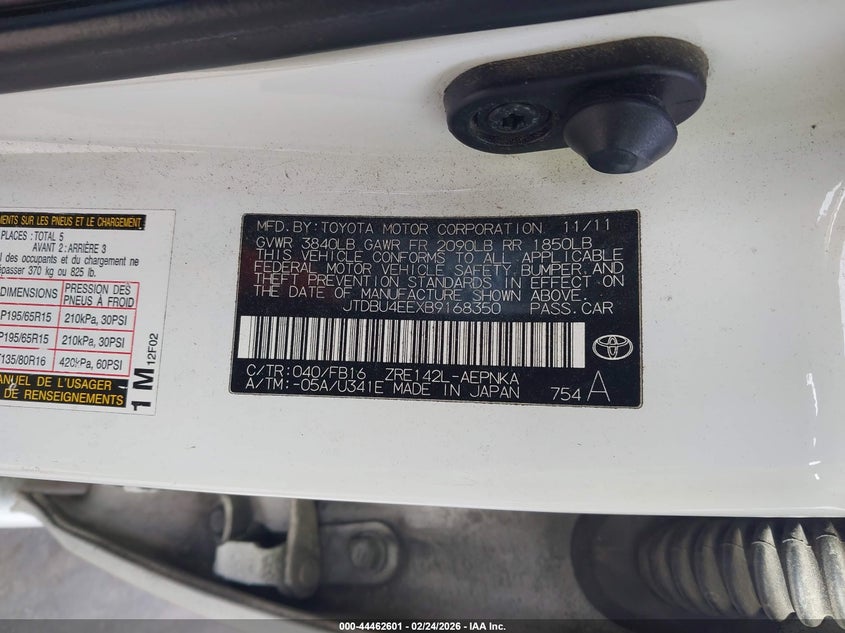 MENTS SUR LES PNEUS ET LE CHARGEMENT
PLACES : TOTAL 5
AVANT 2 : ARRIÈRE 3
l des occupants et du chargement ne
épasser 370 kg ou 825 lb.
DIMENSIONS PRESSION DES PNEUS À FROID
P195/65R15 210kPa, 30PSI
P195/65R15 210kPa, 30PSI
T135/80R16 420kPa, 60PSI
MANUEL DE L'USAGER
DE RENSEIGNEMENTS
1 M 12F02
MFD. BY: TOYOTA MOTOR CORPORATION 11/11
GVWR 3840LB GAWR FR 2090LB RR 1850LB
THIS VEHICLE CONFORMS TO ALL APPLICABLE
FEDERAL MOTOR VEHICLE SAFETY, BUMPER, AND
THEFT PREVENTION STANDARDS IN EFFECT ON
THE DATE OF MANUFACTURE SHOWN ABOVE.
JTDBU4EEXB9168350 PASS. CAR
C/TR: 040/FB16 ZRE142L-AEPNKA
A/TM: -05A/U341E MADE IN JAPAN 754 A
000-44462601 - 02/24/2026 - IAA Inc.